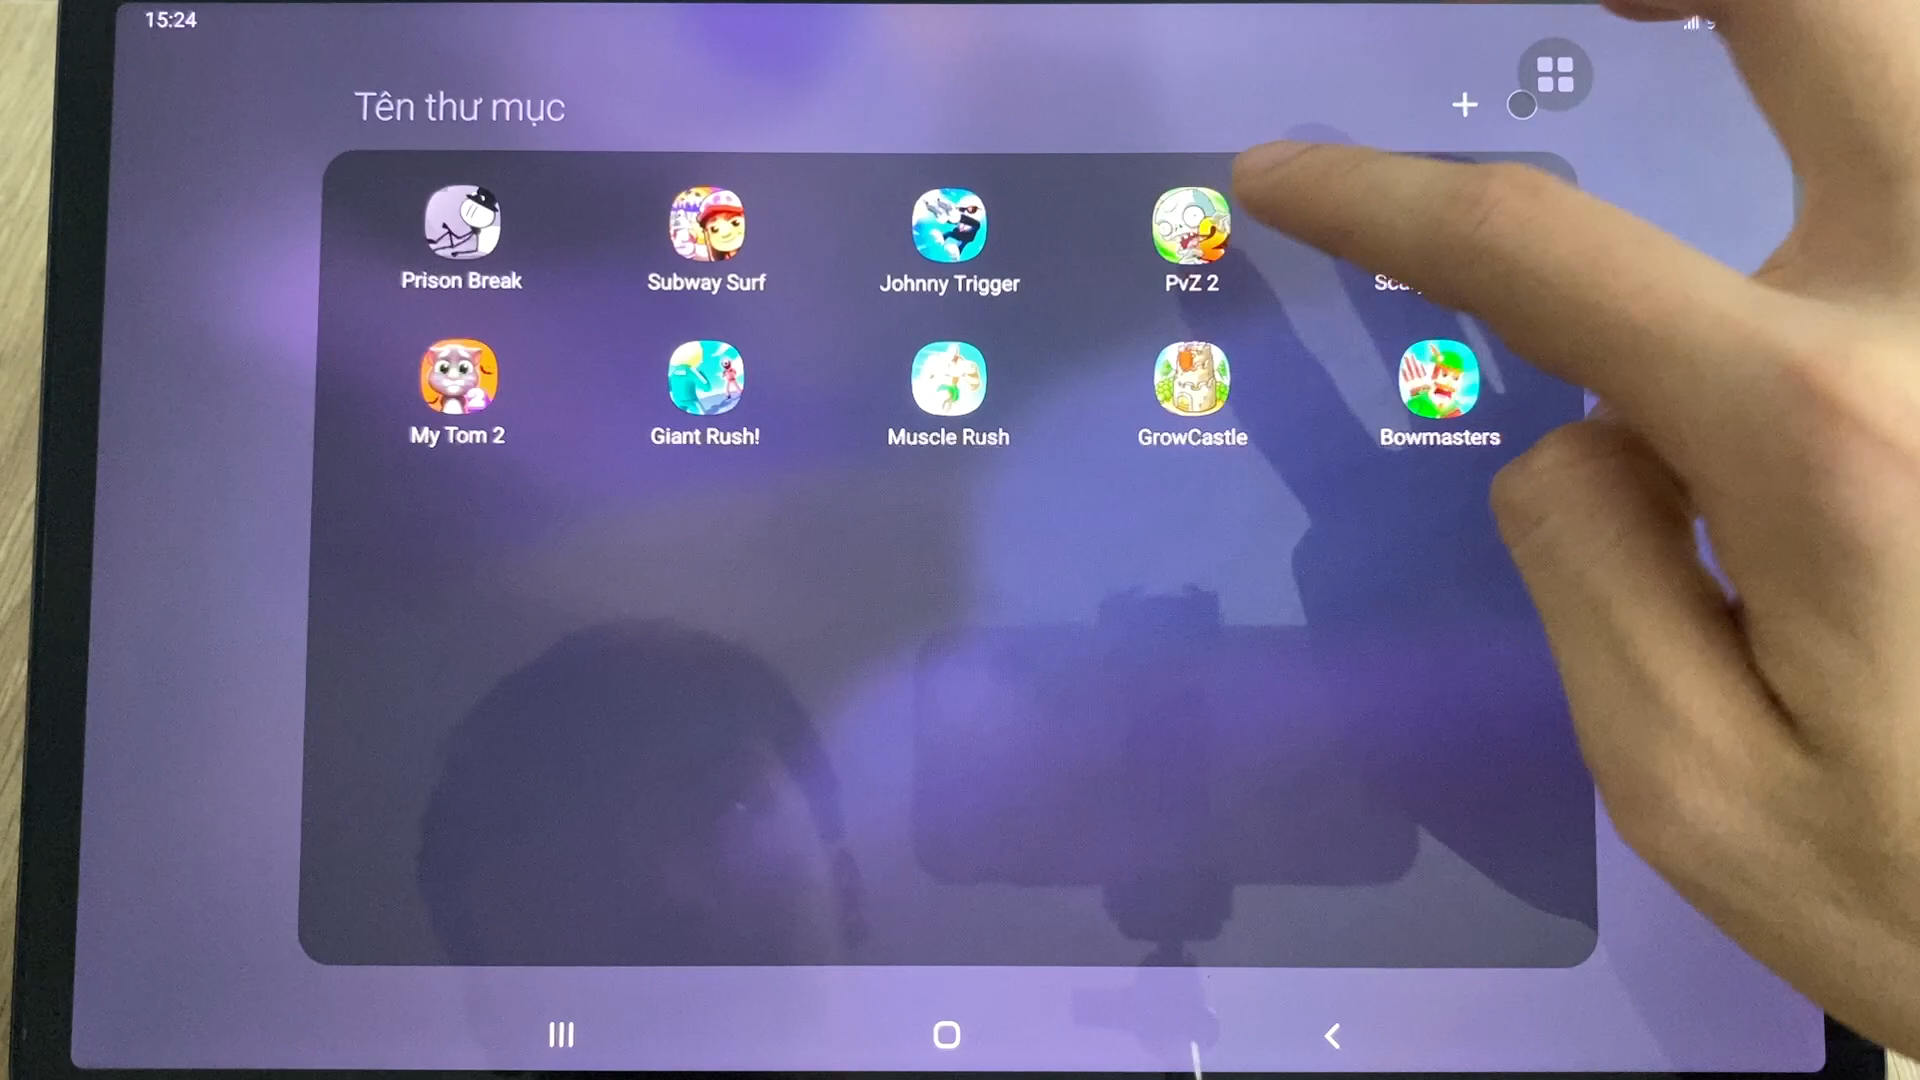 15:24
Tên thư mục
Prison Break
Subway Surf
Johnny Trigger
PvZ 2
My Tom 2
Giant Rush!
Muscle Rush
GrowCastle
Bowmasters